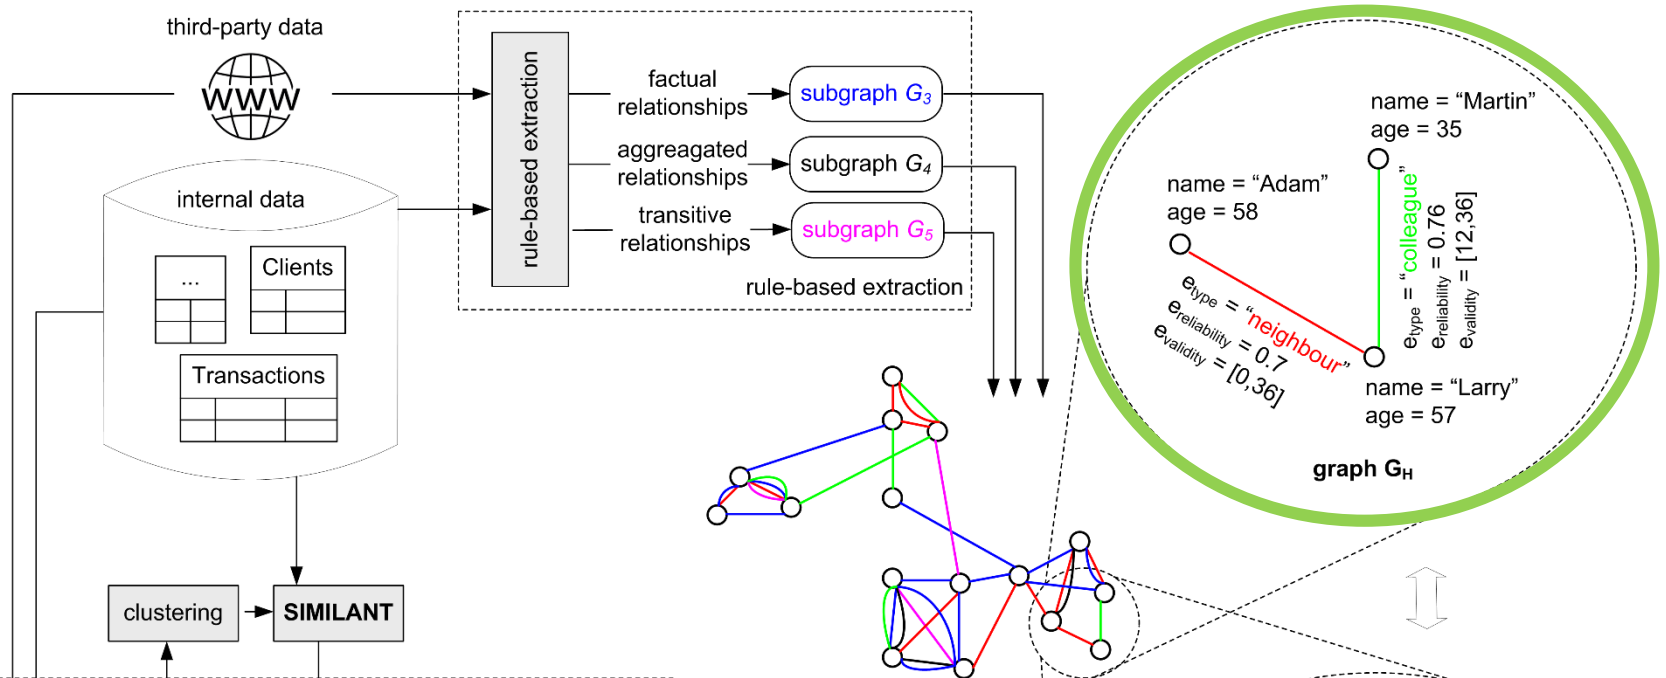 third-party data
WWW
internal data
...
Clients
Transactions
clustering
SIMILANT
rule-based extraction
factual
relationships
aggreagated
relationships
transitive
relationships
subgraph G3
subgraph G4
subgraph G5
rule-based extraction
name = “Martin”
age = 35
name = “Adam”
age = 58
etype = “colleague”
ereliability = 0.76
evalidity = [12,36]
etype = “neighbour”
ereliability = 0.7
evalidity = [0,36]
name = “Larry”
age = 57
graph GH